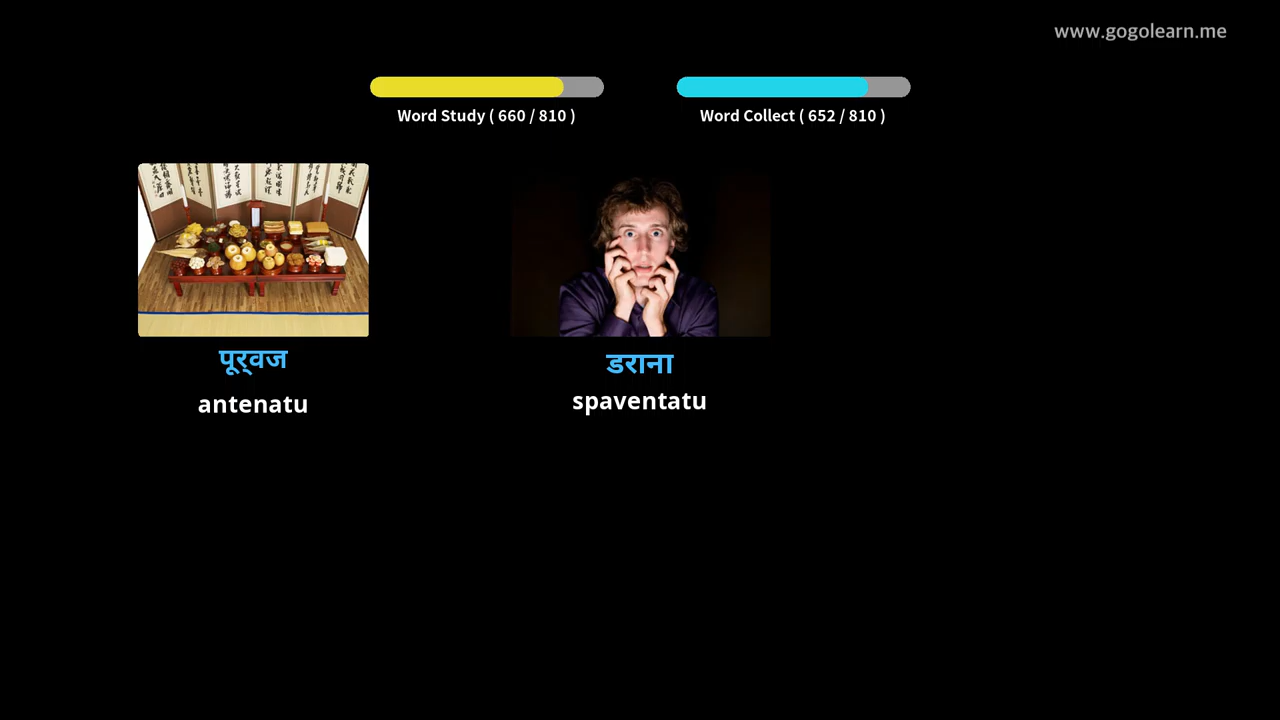 www.gogolearn.me
Word Study ( 660 / 810 )
Word Collect ( 652 / 810 )
पूर्वज
antenatu
डराना
spaventatu